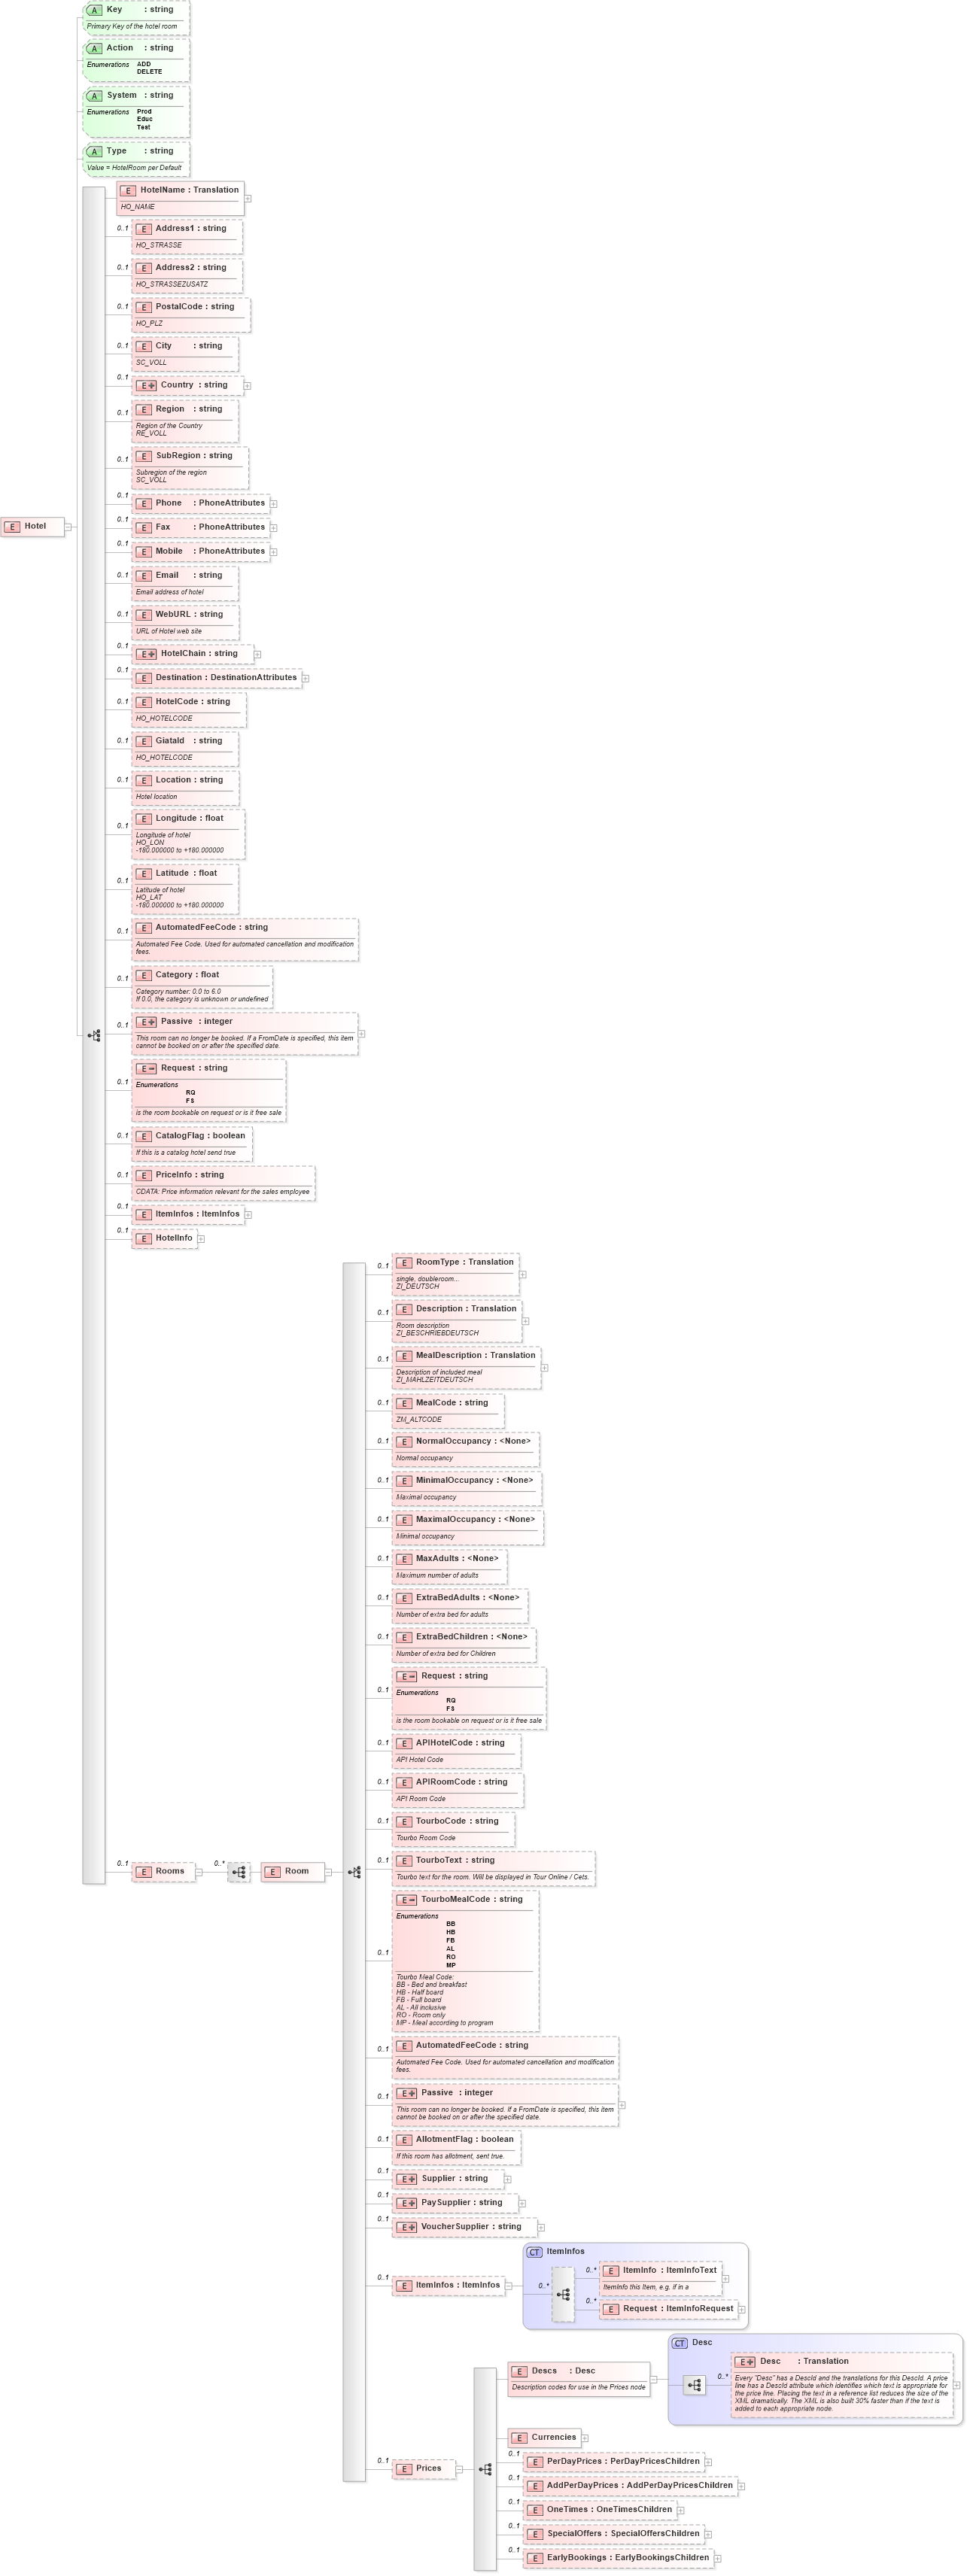 A Key : string
Primary Key of the hotel room
A Action : string
Enumerations ADD
DELETE
A System : string
Enumerations Prod
Educ
Test
A Type : string
Value = HotelRoom per Default
E HotelName : Translation
HO_NAME
0..1 E Address1 : string
HO_STRASSE
0..1 E Address2 : string
HO_STRASSEZUSATZ
0..1 E PostalCode : string
HO_PLZ
0..1 E City : string
SC_VOLL
0..1 E Country : string
0..1 E Region : string
Region of the Country
RE_VOLL
0..1 E SubRegion : string
Subregion of the region
SC_VOLL
0..1 E Phone : PhoneAttributes
E Hotel
0..1 E Fax : PhoneAttributes
0..1 E Mobile : PhoneAttributes
0..1 E Email : string
Email address of hotel
0..1 E WebURL : string
URL of Hotel web site
0..1 E HotelChain : string
0..1 E Destination : DestinationAttributes
0..1 E HotelCode : string
HO_HOTELCODE
0..1 E GiataId : string
HO_HOTELCODE
0..1 E Location : string
Hotel location
0..1 E Longitude : float
Longitude of hotel
HO_LON
-180.000000 to +180.000000
0..1 E Latitude : float
Latitude of hotel
HO_LAT
-180.000000 to +180.000000
0..1 E AutomatedFeeCode : string
Automated Fee Code. Used for automated cancellation and modification
fees.
0..1 E Category : float
Category number: 0.0 to 6.0
If 0.0, the category is unknown or undefined
0..1 E Passive : integer
This room can no longer be booked. If a FromDate is specified, this item
cannot be booked on or after the specified date.
0..1 E Request : string
Enumerations
RQ
FS
is the room bookable on request or is it free sale
0..1 E CatalogFlag : boolean
If this is a catalog hotel send true
0..1 E PriceInfo : string
CDATA: Price information relevant for the sales employee
0..1 E ItemInfos : ItemInfos
0..1 E HotelInfo
0..1 E RoomType : Translation
single, doubleroom...
ZI_DEUTSCH
0..1 E Description : Translation
Room description
ZI_BESCHRIEBDEUTSCH
0..1 E MealDescription : Translation
Description of included meal
ZI_MAHLZEITDEUTSCH
0..1 E MealCode : string
ZM_ALTCODE
0..1 E NormalOccupancy : <None>
Normal occupancy
0..1 E MinimalOccupancy : <None>
Maximal occupancy
0..1 E MaximalOccupancy : <None>
Minimal occupancy
0..1 E MaxAdults : <None>
Maximum number of adults
0..1 E ExtraBedAdults : <None>
Number of extra bed for adults
0..1 E ExtraBedChildren : <None>
Number of extra bed for Children
0..1 E Request : string
Enumerations
RQ
FS
is the room bookable on request or is it free sale
0..1 E APIHotelCode : string
API Hotel Code
0..1 E APIRoomCode : string
API Room Code
0..1 E TourboCode : string
Tourbo Room Code
0..1 E Rooms 0..* E Room
0..1 E TourboText : string
Tourbo text for the room. Will be displayed in Tour Online / Cets.
0..1 E TourboMealCode : string
Enumerations
BB
HB
FB
AL
RO
MP
Tourbo Meal Code:
BB - Bed and breakfast
HB - Half board
FB - Full board
AL - All inclusive
RO - Room only
MP - Meal according to program
0..1 E AutomatedFeeCode : string
Automated Fee Code. Used for automated cancellation and modification
fees.
0..1 E Passive : integer
This room can no longer be booked. If a FromDate is specified, this item
cannot be booked on or after the specified date.
0..1 E AllotmentFlag : boolean
If this room has allotment, sent true.
0..1 E Supplier : string
0..1 E PaySupplier : string
0..1 E VoucherSupplier : string
CT ItemInfos
0..1 E ItemInfos : ItemInfos
0..*
0..* E ItemInfo : ItemInfoText
ItemInfo this Item, e.g. if in a
0..* E Request : ItemInfoRequest
CT Desc
E Descs : Desc
Description codes for use in the Prices node
0..* E Desc : Translation
Every "Desc" has a DescId and the translations for this DescId. A price
line has a DescId attribute which identifies which text is appropriate for
the price line. Placing the text in a reference list reduces the size of the
XML dramatically. The XML is also built 30% faster than if the text is
added to each appropriate node.
E Currencies
0..1 E Prices
0..1 E PerDayPrices : PerDayPricesChildren
0..1 E AddPerDayPrices : AddPerDayPricesChildren
0..1 E OneTimes : OneTimesChildren
0..1 E SpecialOffers : SpecialOffersChildren
0..1 E EarlyBookings : EarlyBookingsChildren